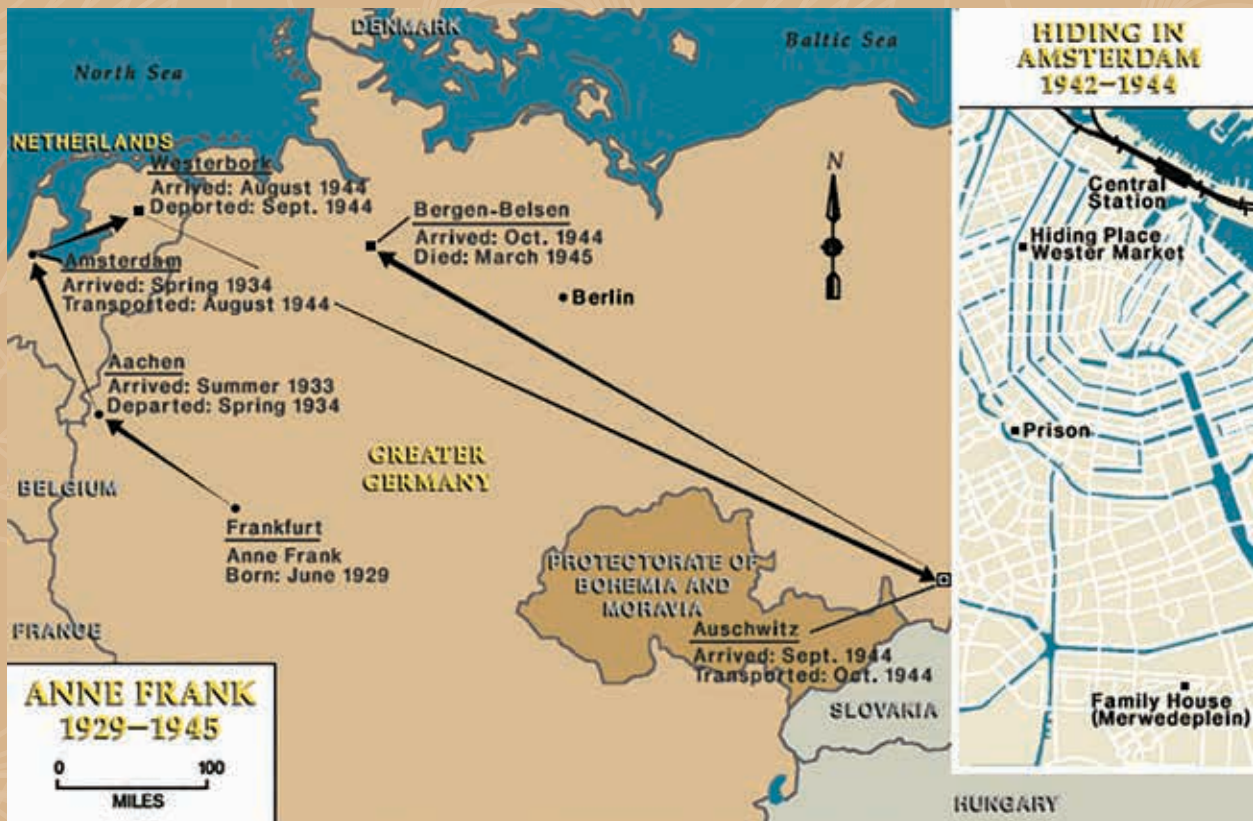 DENMARK
Baltic Sea
North Sea
NETHERLANDS
Westerbork
Arrived: August 1944
Deported: Sept. 1944
Bergen-Belsen
Arrived: Oct. 1944
Died: March 1945
N
Amsterdam
Arrived: Spring 1934
Transported: August 1944
Berlin
Aachen
Arrived: Summer 1933
Departed: Spring 1934
GREATER
GERMANY
BELGIUM
Frankfurt
Anne Frank
Born: June 1929
PROTECTORATE OF
BOHEMIA AND
MORAVIA
FRANCE
Auschwitz
Arrived: Sept. 1944
Transported: Oct. 1944
SLOVAKIA
HUNGARY
ANNE FRANK
1929–1945
0 100
MILES
HIDING IN
AMSTERDAM
1942–1944
Central
Station
Hiding Place
Wester Market
Prison
Family House
(Merwedeplein)